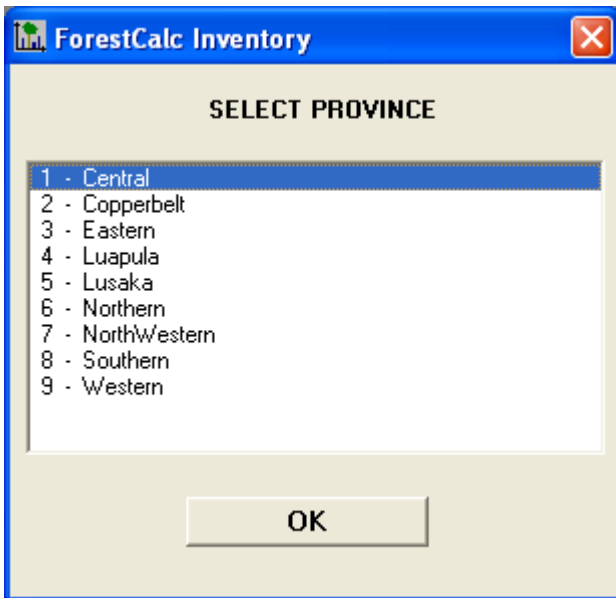 ForestCalc Inventory
SELECT PROVINCE
1 - Central
2 - Copperbelt
3 - Eastern
4 - Luapula
5 - Lusaka
6 - Northern
7 - NorthWestern
8 - Southern
9 - Western
OK